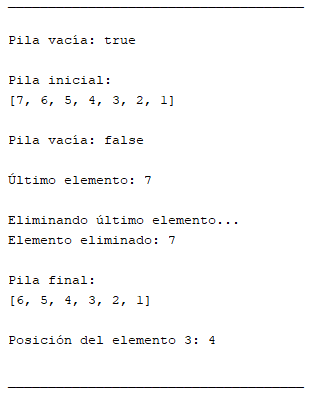 Pila vacía: true
Pila inicial:
[7, 6, 5, 4, 3, 2, 1]
Pila vacía: false
Último elemento: 7
Eliminando último elemento...
Elemento eliminado: 7
Pila final:
[6, 5, 4, 3, 2, 1]
Posición del elemento 3: 4